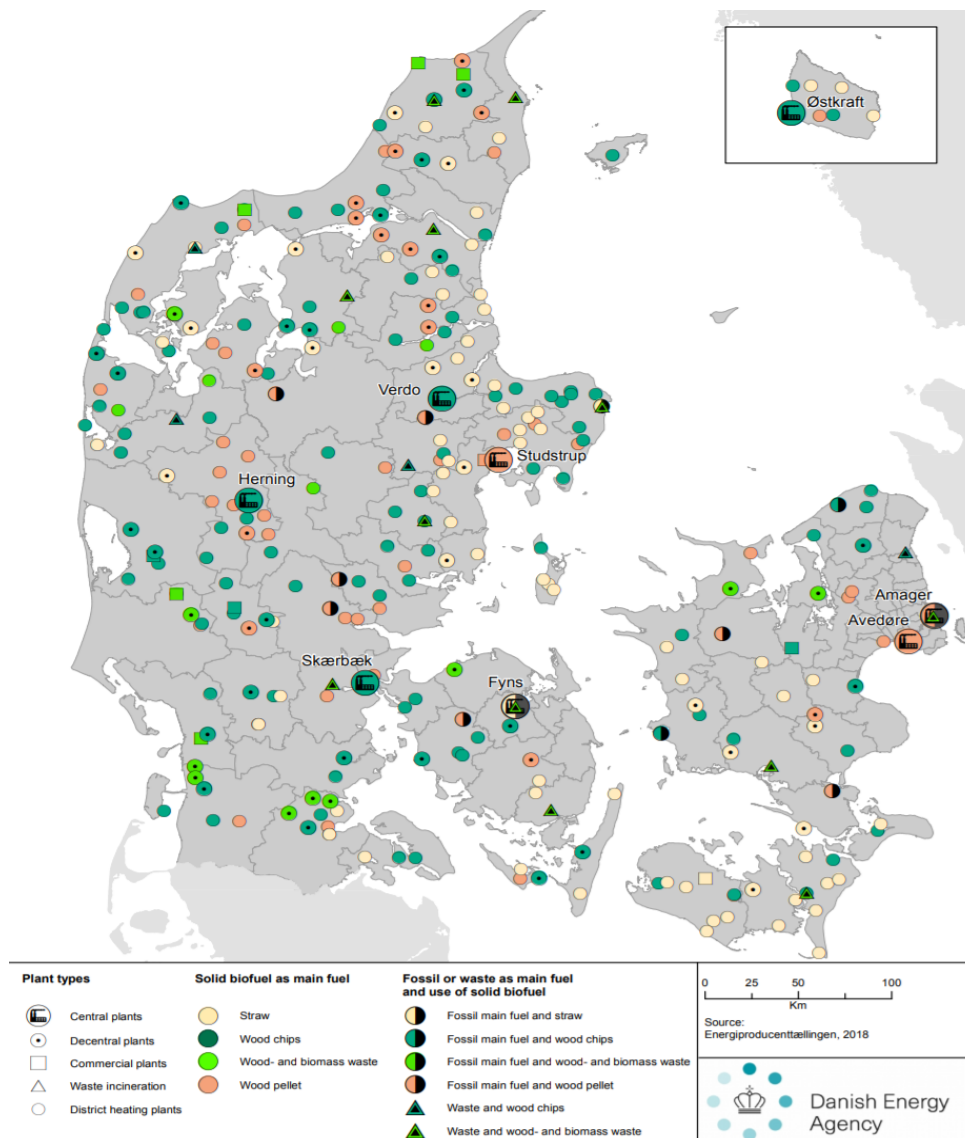 Østkraft
Verdo
Studstrup
Herning
Amager
Avedøre
Skærbæk
Fyns
Plant types
Central plants
Decentral plants
Commercial plants
Waste incineration
District heating plants
Solid biofuel as main fuel
Straw
Wood chips
Wood- and biomass waste
Wood pellet
Fossil or waste as main fuel
and use of solid biofuel
Fossil main fuel and straw
Fossil main fuel and wood chips
Fossil main fuel and wood- and biomass waste
Fossil main fuel and wood pellet
Waste and wood chips
Waste and wood- and biomass waste
0 25 50 100
Km
Source:
Energiproducenttællingen, 2018
Danish Energy
Agency